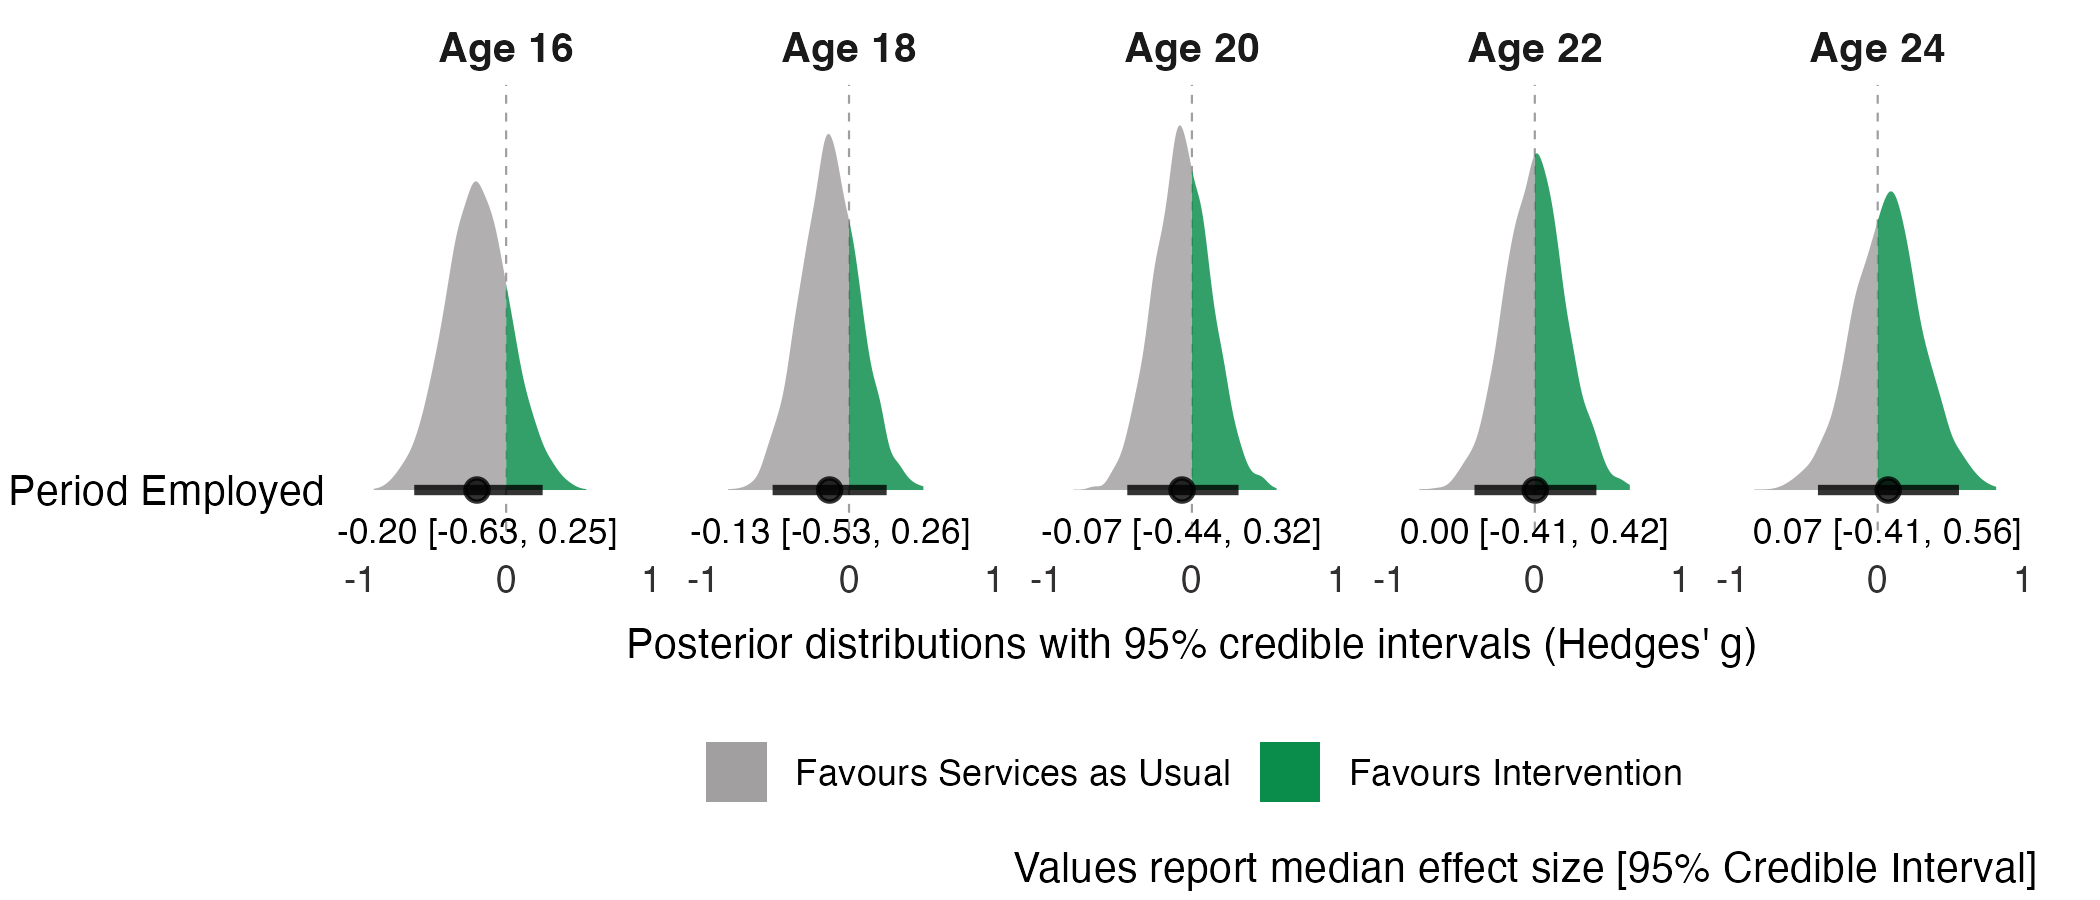 Age 16 Age 18 Age 20 Age 22 Age 24
Period Employed
-0.20 [-0.63, 0.25] -0.13 [-0.53, 0.26] -0.07 [-0.44, 0.32] 0.00 [-0.41, 0.42] 0.07 [-0.41, 0.56]
-1 0 1 -1 0 1 -1 0 1 -1 0 1 -1 0 1
Posterior distributions with 95% credible intervals (Hedges' g)
Favours Services as Usual Favours Intervention
Values report median effect size [95% Credible Interval]